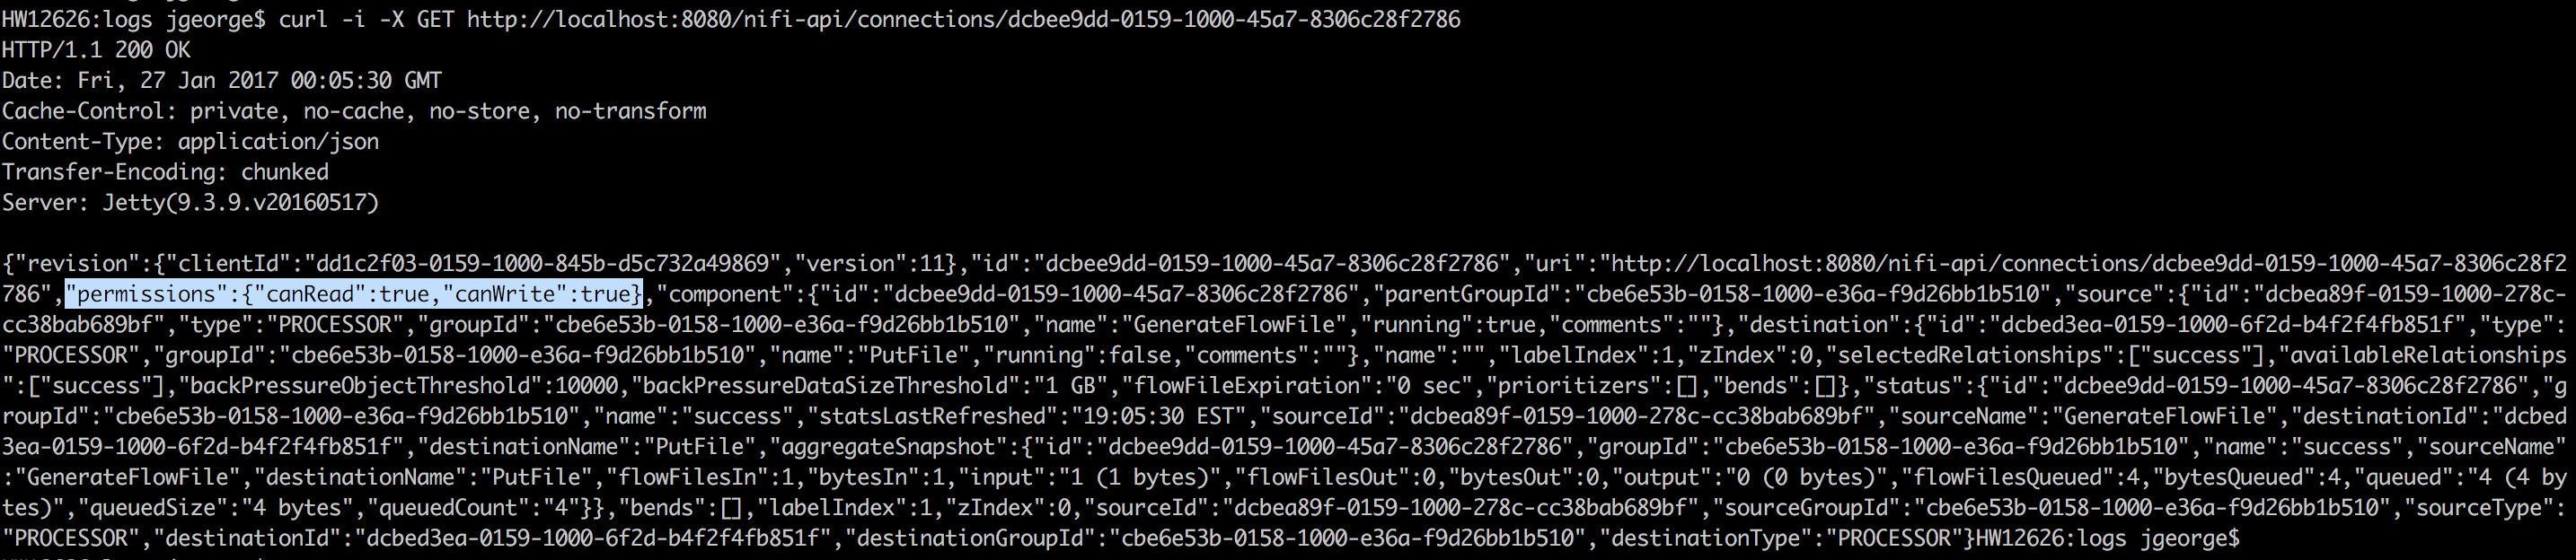 HW12626:logs jgeorge$ curl -i -X GET http://localhost:8080/nifi-api/connections/dcbee9dd-0159-1000-45a7-8306c28f2786
HTTP/1.1 200 OK
Date: Fri, 27 Jan 2017 00:05:30 GMT
Cache-Control: private, no-cache, no-store, no-transform
Content-Type: application/json
Transfer-Encoding: chunked
Server: Jetty(9.3.9.v20160517)
{"revision":{"clientId":"dd1c2f03-0159-1000-845b-d5c732a49869","version":11},"id":"dcbee9dd-0159-1000-45a7-8306c28f2786","uri":"http://localhost:8080/nifi-api/connections/dcbee9dd-0159-1000-45a7-8306c28f2
786","permissions":{"canRead":true,"canWrite":true},"component":{"id":"dcbee9dd-0159-1000-45a7-8306c28f2786","parentGroupId":"cbe6e53b-0158-1000-e36a-f9d26bb1b510","source":{"id":"dcbea89f-0159-1000-278c-
cc38bab689bf","type":"PROCESSOR","groupId":"cbe6e53b-0158-1000-e36a-f9d26bb1b510","name":"GenerateFlowFile","running":true,"comments":""},"destination":{"id":"dcbed3ea-0159-1000-6f2d-b4f2f4fb851f","type":
"PROCESSOR","groupId":"cbe6e53b-0158-1000-e36a-f9d26bb1b510","name":"PutFile","running":false,"comments":""},"name":"","labelIndex":1,"zIndex":0,"selectedRelationships":["success"],"availableRelationships
":["success"],"backPressureObjectThreshold":10000,"backPressureDataSizeThreshold":"1 GB","flowFileExpiration":"0 sec","prioritizers":[],"bends":[]},"status":{"id":"dcbee9dd-0159-1000-45a7-8306c28f2786","g
roupId":"cbe6e53b-0158-1000-e36a-f9d26bb1b510","name":"success","statsLastRefreshed":"19:05:30 EST","sourceId":"dcbea89f-0159-1000-278c-cc38bab689bf","sourceName":"GenerateFlowFile","destinationId":"dcbed
3ea-0159-1000-6f2d-b4f2f4fb851f","destinationName":"PutFile","aggregateSnapshot":{"id":"dcbee9dd-0159-1000-45a7-8306c28f2786","groupId":"cbe6e53b-0158-1000-e36a-f9d26bb1b510","name":"success","sourceName"
:"GenerateFlowFile","destinationName":"PutFile","flowFilesIn":1,"bytesIn":1,"input":"1 (1 bytes)","flowFilesOut":0,"bytesOut":0,"output":"0 (0 bytes)","flowFilesQueued":4,"bytesQueued":4,"queued":"4 (4 by
tes)","queuedSize":"4 bytes","queuedCount":"4"}},"bends":[],"labelIndex":1,"zIndex":0,"sourceId":"dcbea89f-0159-1000-278c-cc38bab689bf","sourceGroupId":"cbe6e53b-0158-1000-e36a-f9d26bb1b510","sourceType":
"PROCESSOR","destinationId":"dcbed3ea-0159-1000-6f2d-b4f2f4fb851f","destinationGroupId":"cbe6e53b-0158-1000-e36a-f9d26bb1b510","destinationType":"PROCESSOR"}HW12626:logs jgeorge$